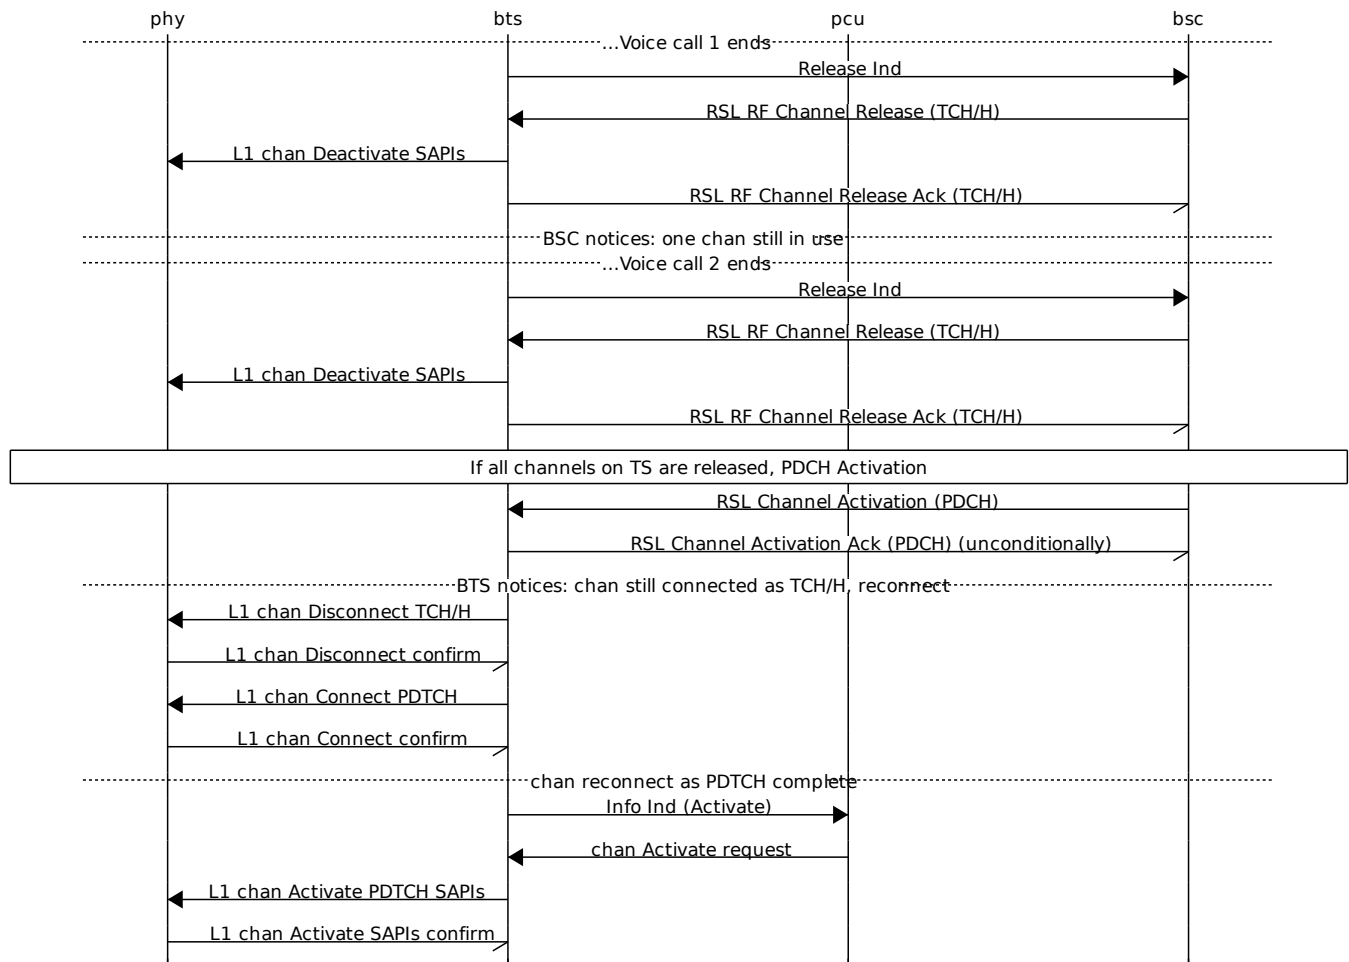 phy bts pcu bsc
...Voice call 1 ends
Release Ind
RSL RF Channel Release (TCH/H)
L1 chan Deactivate SAPIs
RSL RF Channel Release Ack (TCH/H)
BSC notices: one chan still in use
...Voice call 2 ends
Release Ind
RSL RF Channel Release (TCH/H)
L1 chan Deactivate SAPIs
RSL RF Channel Release Ack (TCH/H)
If all channels on TS are released, PDCH Activation
RSL Channel Activation (PDCH)
RSL Channel Activation Ack (PDCH) (unconditionally)
BTS notices: chan still connected as TCH/H, reconnect
L1 chan Disconnect TCH/H
L1 chan Disconnect confirm
L1 chan Connect PDTCH
L1 chan Connect confirm
chan reconnect as PDTCH complete
Info Ind (Activate)
chan Activate request
L1 chan Activate PDTCH SAPIs
L1 chan Activate SAPIs confirm